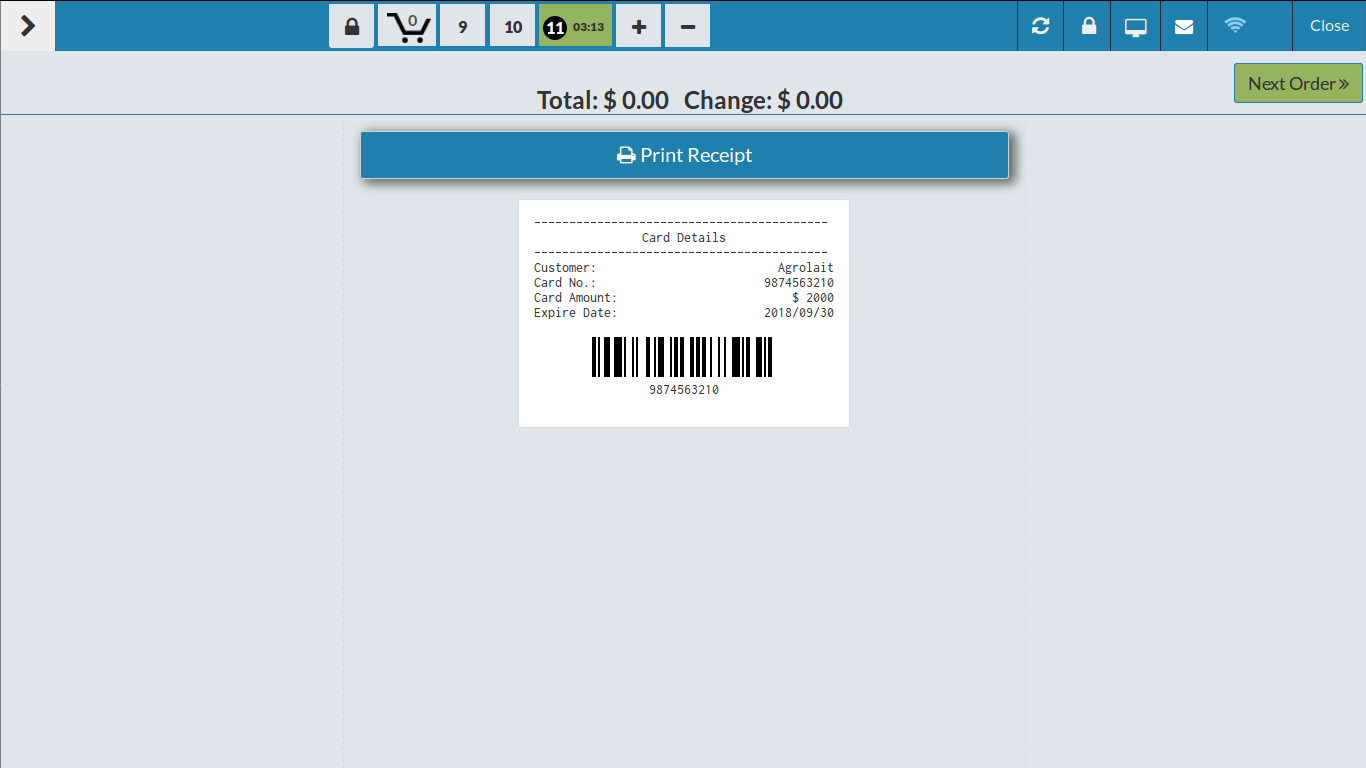 0 9 10 11 03:13 Close
Next Order
Total: $ 0.00 Change: $ 0.00
Print Receipt
------------------------------------------
Card Details
------------------------------------------
Customer: Agrolait
Card No.: 9874563210
Card Amount: $ 2000
Expire Date: 2018/09/30
9874563210